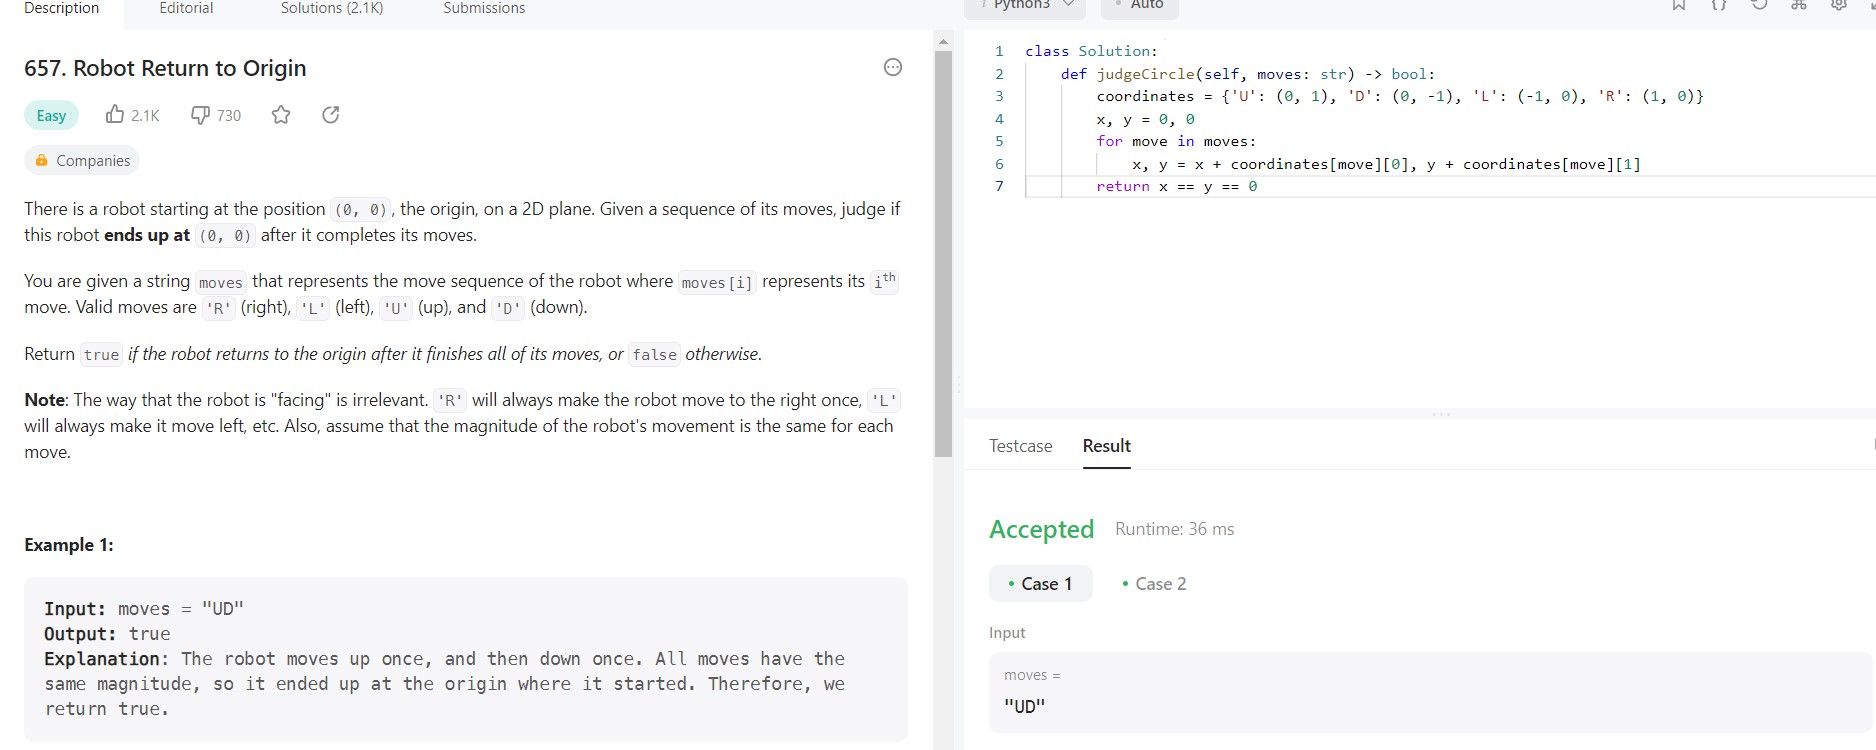 Description Editorial Solutions (2.1K) Submissions
657. Robot Return to Origin
Easy 2.1K 730
Companies
There is a robot starting at the position (0, 0), the origin, on a 2D plane. Given a sequence of its moves, judge if
this robot ends up at (0, 0) after it completes its moves.
You are given a string moves that represents the move sequence of the robot where moves[i] represents its ith
move. Valid moves are 'R' (right), 'L' (left), 'U' (up), and 'D' (down).
Return true if the robot returns to the origin after it finishes all of its moves, or false otherwise.
Note: The way that the robot is "facing" is irrelevant. 'R' will always make the robot move to the right once, 'L'
will always make it move left, etc. Also, assume that the magnitude of the robot's movement is the same for each
move.
Example 1:
Input: moves = "UD"
Output: true
Explanation: The robot moves up once, and then down once. All moves have the
same magnitude, so it ended up at the origin where it started. Therefore, we
return true.
Python3 Auto
1 class Solution:
2 def judgeCircle(self, moves: str) -> bool:
3 coordinates = {'U': (0, 1), 'D': (0, -1), 'L': (-1, 0), 'R': (1, 0)}
4 x, y = 0, 0
5 for move in moves:
6 x, y = x + coordinates[move][0], y + coordinates[move][1]
7 return x == y == 0
Testcase Result
Accepted Runtime: 36 ms
• Case 1 • Case 2
Input
moves =
"UD"